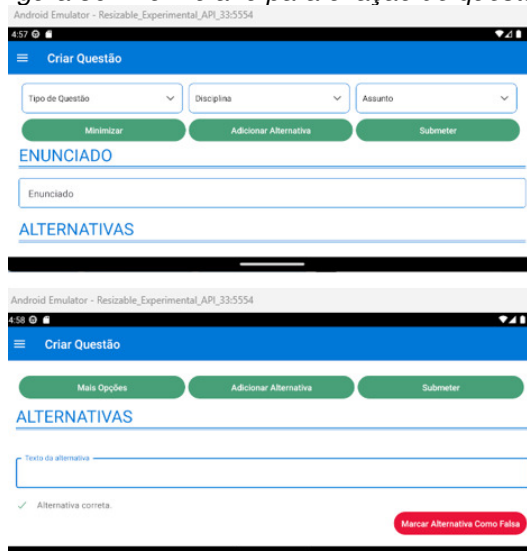 Android Emulator - Resizable_Experimental_API_33:5554
4:57
Criar Questão
Tipo de Questão Disciplina Assunto
Minimizar Adicionar Alternativa Submeter
ENUNCIADO
Enunciado
ALTERNATIVAS
Android Emulator - Resizable_Experimental_API_33:5554
4:58
Criar Questão
Mais Opções Adicionar Alternativa Submeter
ALTERNATIVAS
Texto da alternativa
Alternativa correta.
Marcar Alternativa Como Falsa